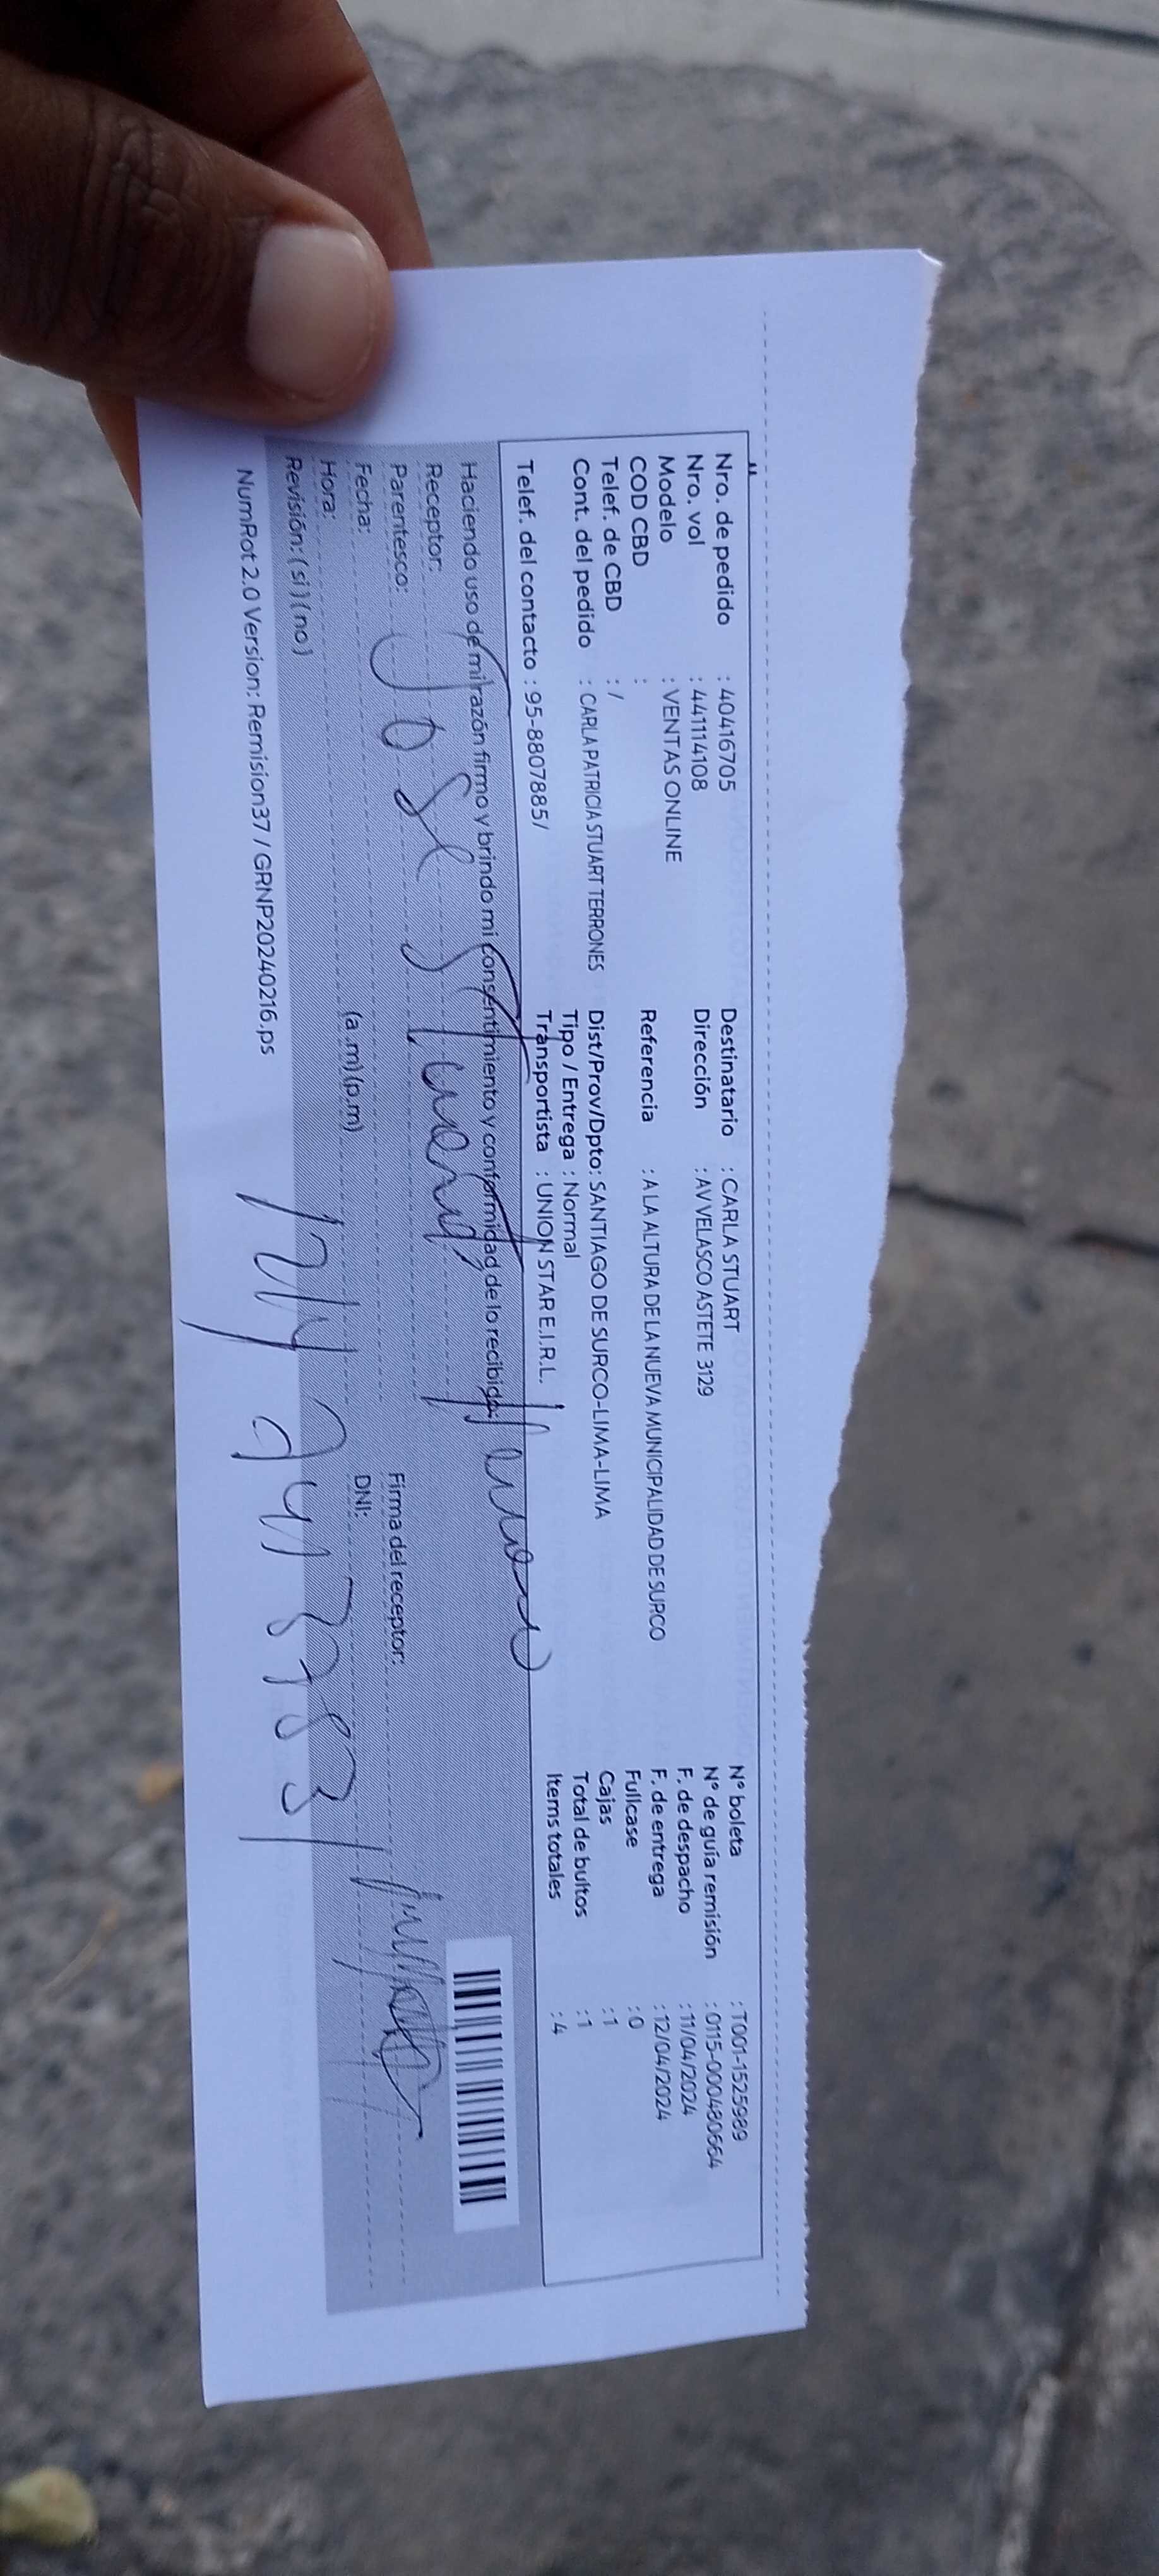 Nro. de pedido : 40416705
Nro. vol : 441114108
Modelo : VENTAS ONLINE
COD CBD :
Telef. de CBD : /
Cont. del pedido : CARLA PATRICIA STUART TERRONES
Telef. del contacto : 95-8807885/
Destinatario : CARLA STUART
Dirección : AV VELASCO ASTETE 3129
Referencia : A LA ALTURA DE LA NUEVA MUNICIPALIDAD DE SURCO
Dist/Prov/Dpto: SANTIAGO DE SURCO-LIMA-LIMA
Tipo / Entrega : Normal
Transportista : UNION STAR E.I.R.L.
N° boleta : T001-1525989
N° de guía remisión : 0115-000480664
F. de despacho : 11/04/2024
F. de entrega : 12/04/2024
Fullcase : 0
Cajas : 1
Total de bultos : 1
Items totales : 4
Haciendo uso de mi razón firmo y brindo mi consentimiento y conformidad de lo recibido:
Receptor:
Parentesco:
Jose
Fecha:
Hora: (a.m) (p.m)
Revisión: ( si ) ( no )
Firma del receptor:
DNI:
NumRot 2.0 Version: Remision37 / GRNP20240216.ps